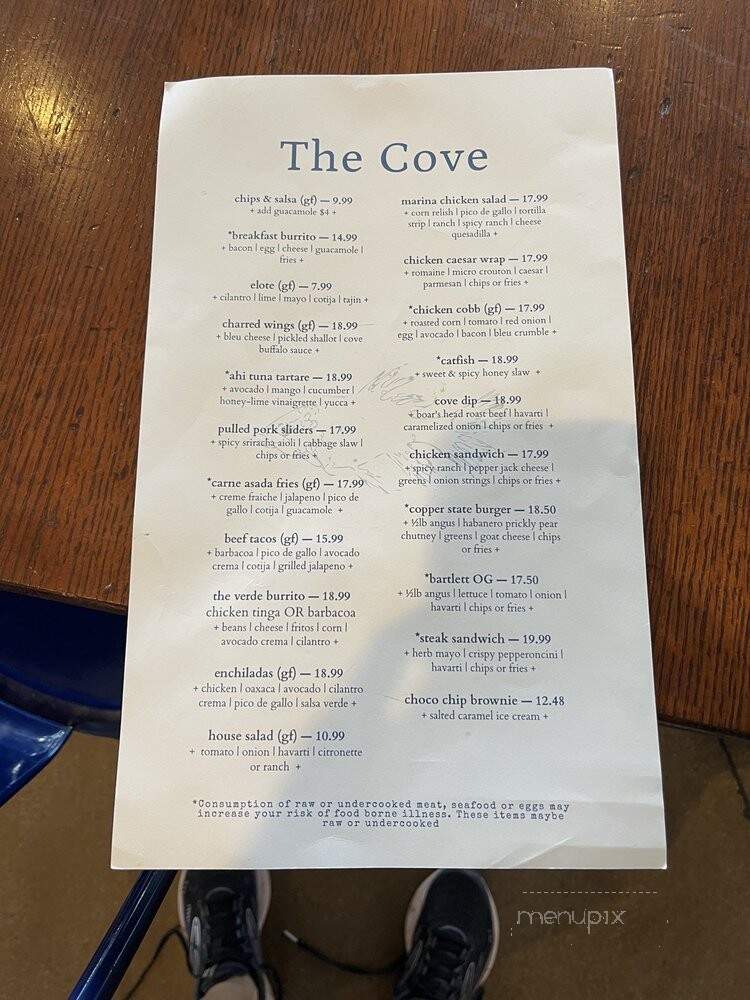 The Cove
chips & salsa (gf) — 9.99
+ add guacamole $4 +
*breakfast burrito — 14.99
+ bacon | egg | cheese | guacamole |
fries +
elote (gf) — 7.99
+ cilantro | lime | mayo | cotija | tajin +
charred wings (gf) — 18.99
+ bleu cheese | pickled shallot | cove
buffalo sauce +
*ahi tuna tartare — 18.99
+ avocado | mango | cucumber |
honey-lime vinaigrette | yucca +
pulled pork sliders — 17.99
+ spicy sriracha aioli | cabbage slaw |
chips or fries +
*carne asada fries (gf) — 17.99
+ creme fraiche | jalapeno | pico de
gallo | cotija | guacamole +
beef tacos (gf) — 15.99
+ barbacoa | pico de gallo | avocado
crema | cotija | grilled jalapeno +
the verde burrito — 18.99
chicken tinga OR barbacoa
+ beans | cheese | fritos | corn |
avocado crema | cilantro +
enchiladas (gf) — 18.99
+ chicken | oaxaca | avocado | cilantro
crema | pico de gallo | salsa verde +
house salad (gf) — 10.99
+ tomato | onion | havarti | citronette
or ranch +
marina chicken salad — 17.99
+ corn relish | pico de gallo | tortilla
strip | ranch | spicy ranch | cheese
quesadilla +
chicken caesar wrap — 17.99
+ romaine | micro crouton | caesar |
parmesan | chips or fries +
*chicken cobb (gf) — 17.99
+ roasted corn | tomato | red onion |
egg | avocado | bacon | bleu crumble +
*catfish — 18.99
+ sweet & spicy honey slaw +
cove dip — 18.99
+ boar's head roast beef | havarti |
caramelized onion | chips or fries +
chicken sandwich — 17.99
+ spicy ranch | pepper jack cheese |
greens | onion strings | chips or fries +
*copper state burger — 18.50
+ ½lb angus | habanero prickly pear
chutney | greens | goat cheese | chips
or fries +
*bartlett OG — 17.50
+ ½lb angus | lettuce | tomato | onion |
havarti | chips or fries +
*steak sandwich — 19.99
+ herb mayo | crispy pepperoncini |
havarti | chips or fries +
choco chip brownie — 12.48
+ salted caramel ice cream +
*Consumption of raw or undercooked meat, seafood or eggs may
increase your risk of food borne illness. These items maybe
raw or undercooked
menupix